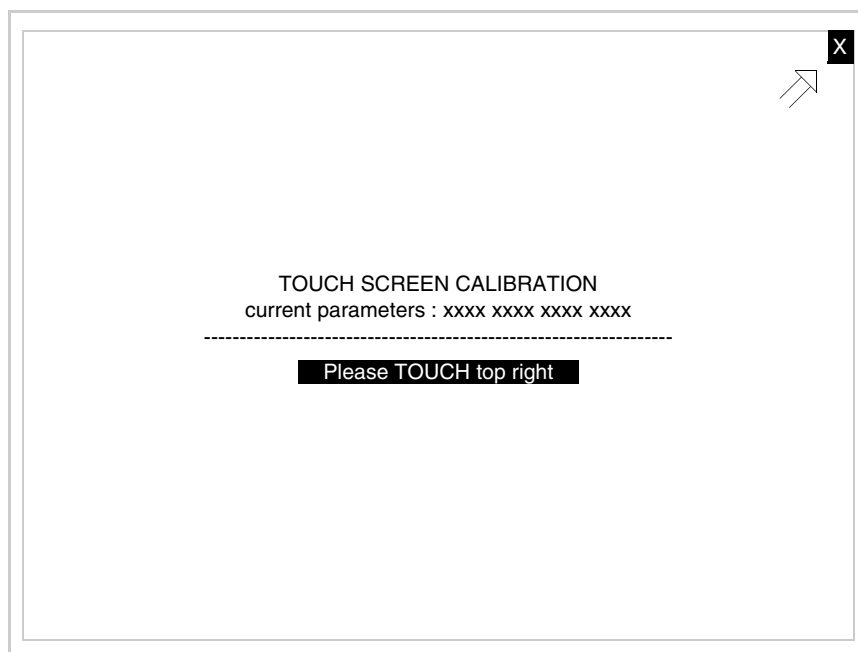 X
TOUCH SCREEN CALIBRATION
current parameters : xxxx xxxx xxxx xxxx
------------------------------------------------------------------
Please TOUCH top right